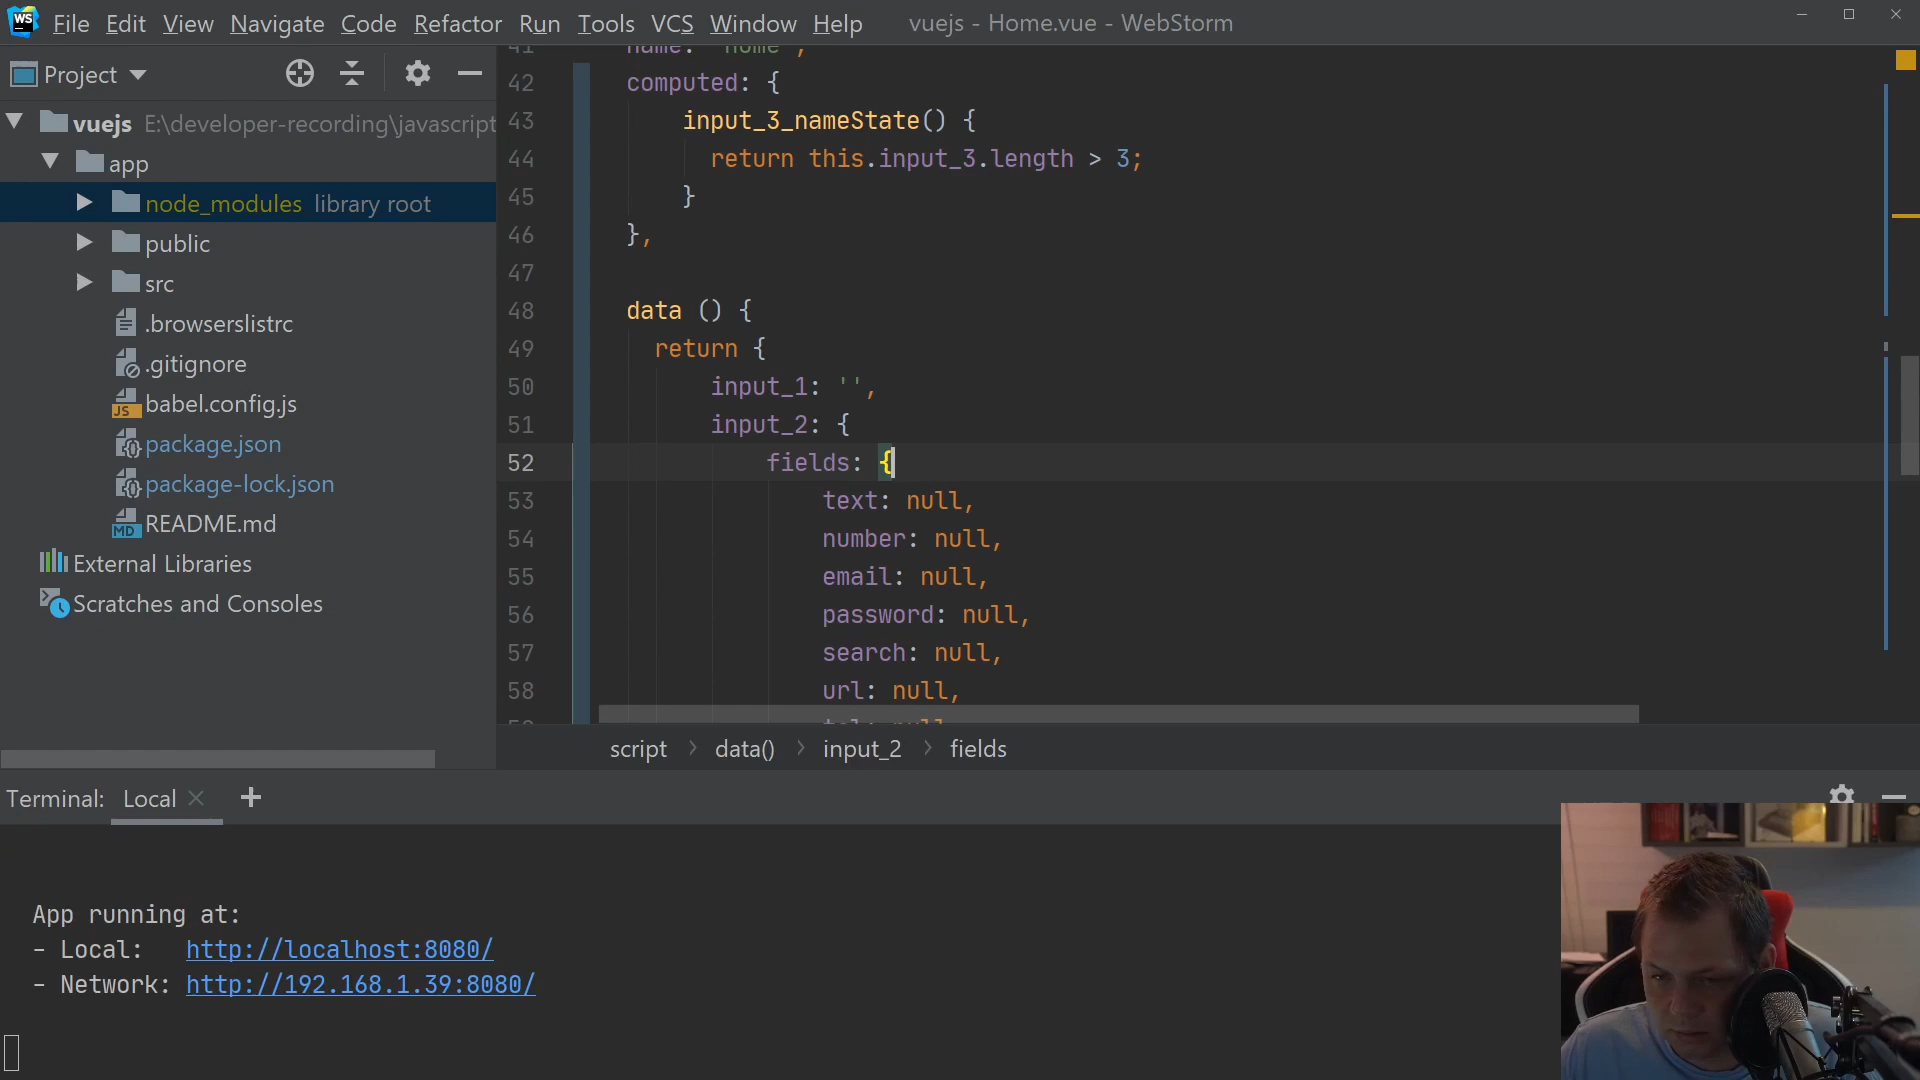 WS File Edit View Navigate Code Refactor Run Tools VCS Window Help vuejs - Home.vue - WebStorm
Project
vuejs E:\developer-recording\javascript
app
node_modules library root
public
src
.browserslistrc
.gitignore
babel.config.js
package.json
package-lock.json
README.md
External Libraries
Scratches and Consoles
41 name: 'Home',
42 computed: {
43 input_3_nameState() {
44 return this.input_3.length > 3;
45 }
46 },
47
48 data () {
49 return {
50 input_1: '',
51 input_2: {
52 fields: {
53 text: null,
54 number: null,
55 email: null,
56 password: null,
57 search: null,
58 url: null,
script > data() > input_2 > fields
Terminal: Local × +
App running at:
- Local: http://localhost:8080/
- Network: http://192.168.1.39:8080/